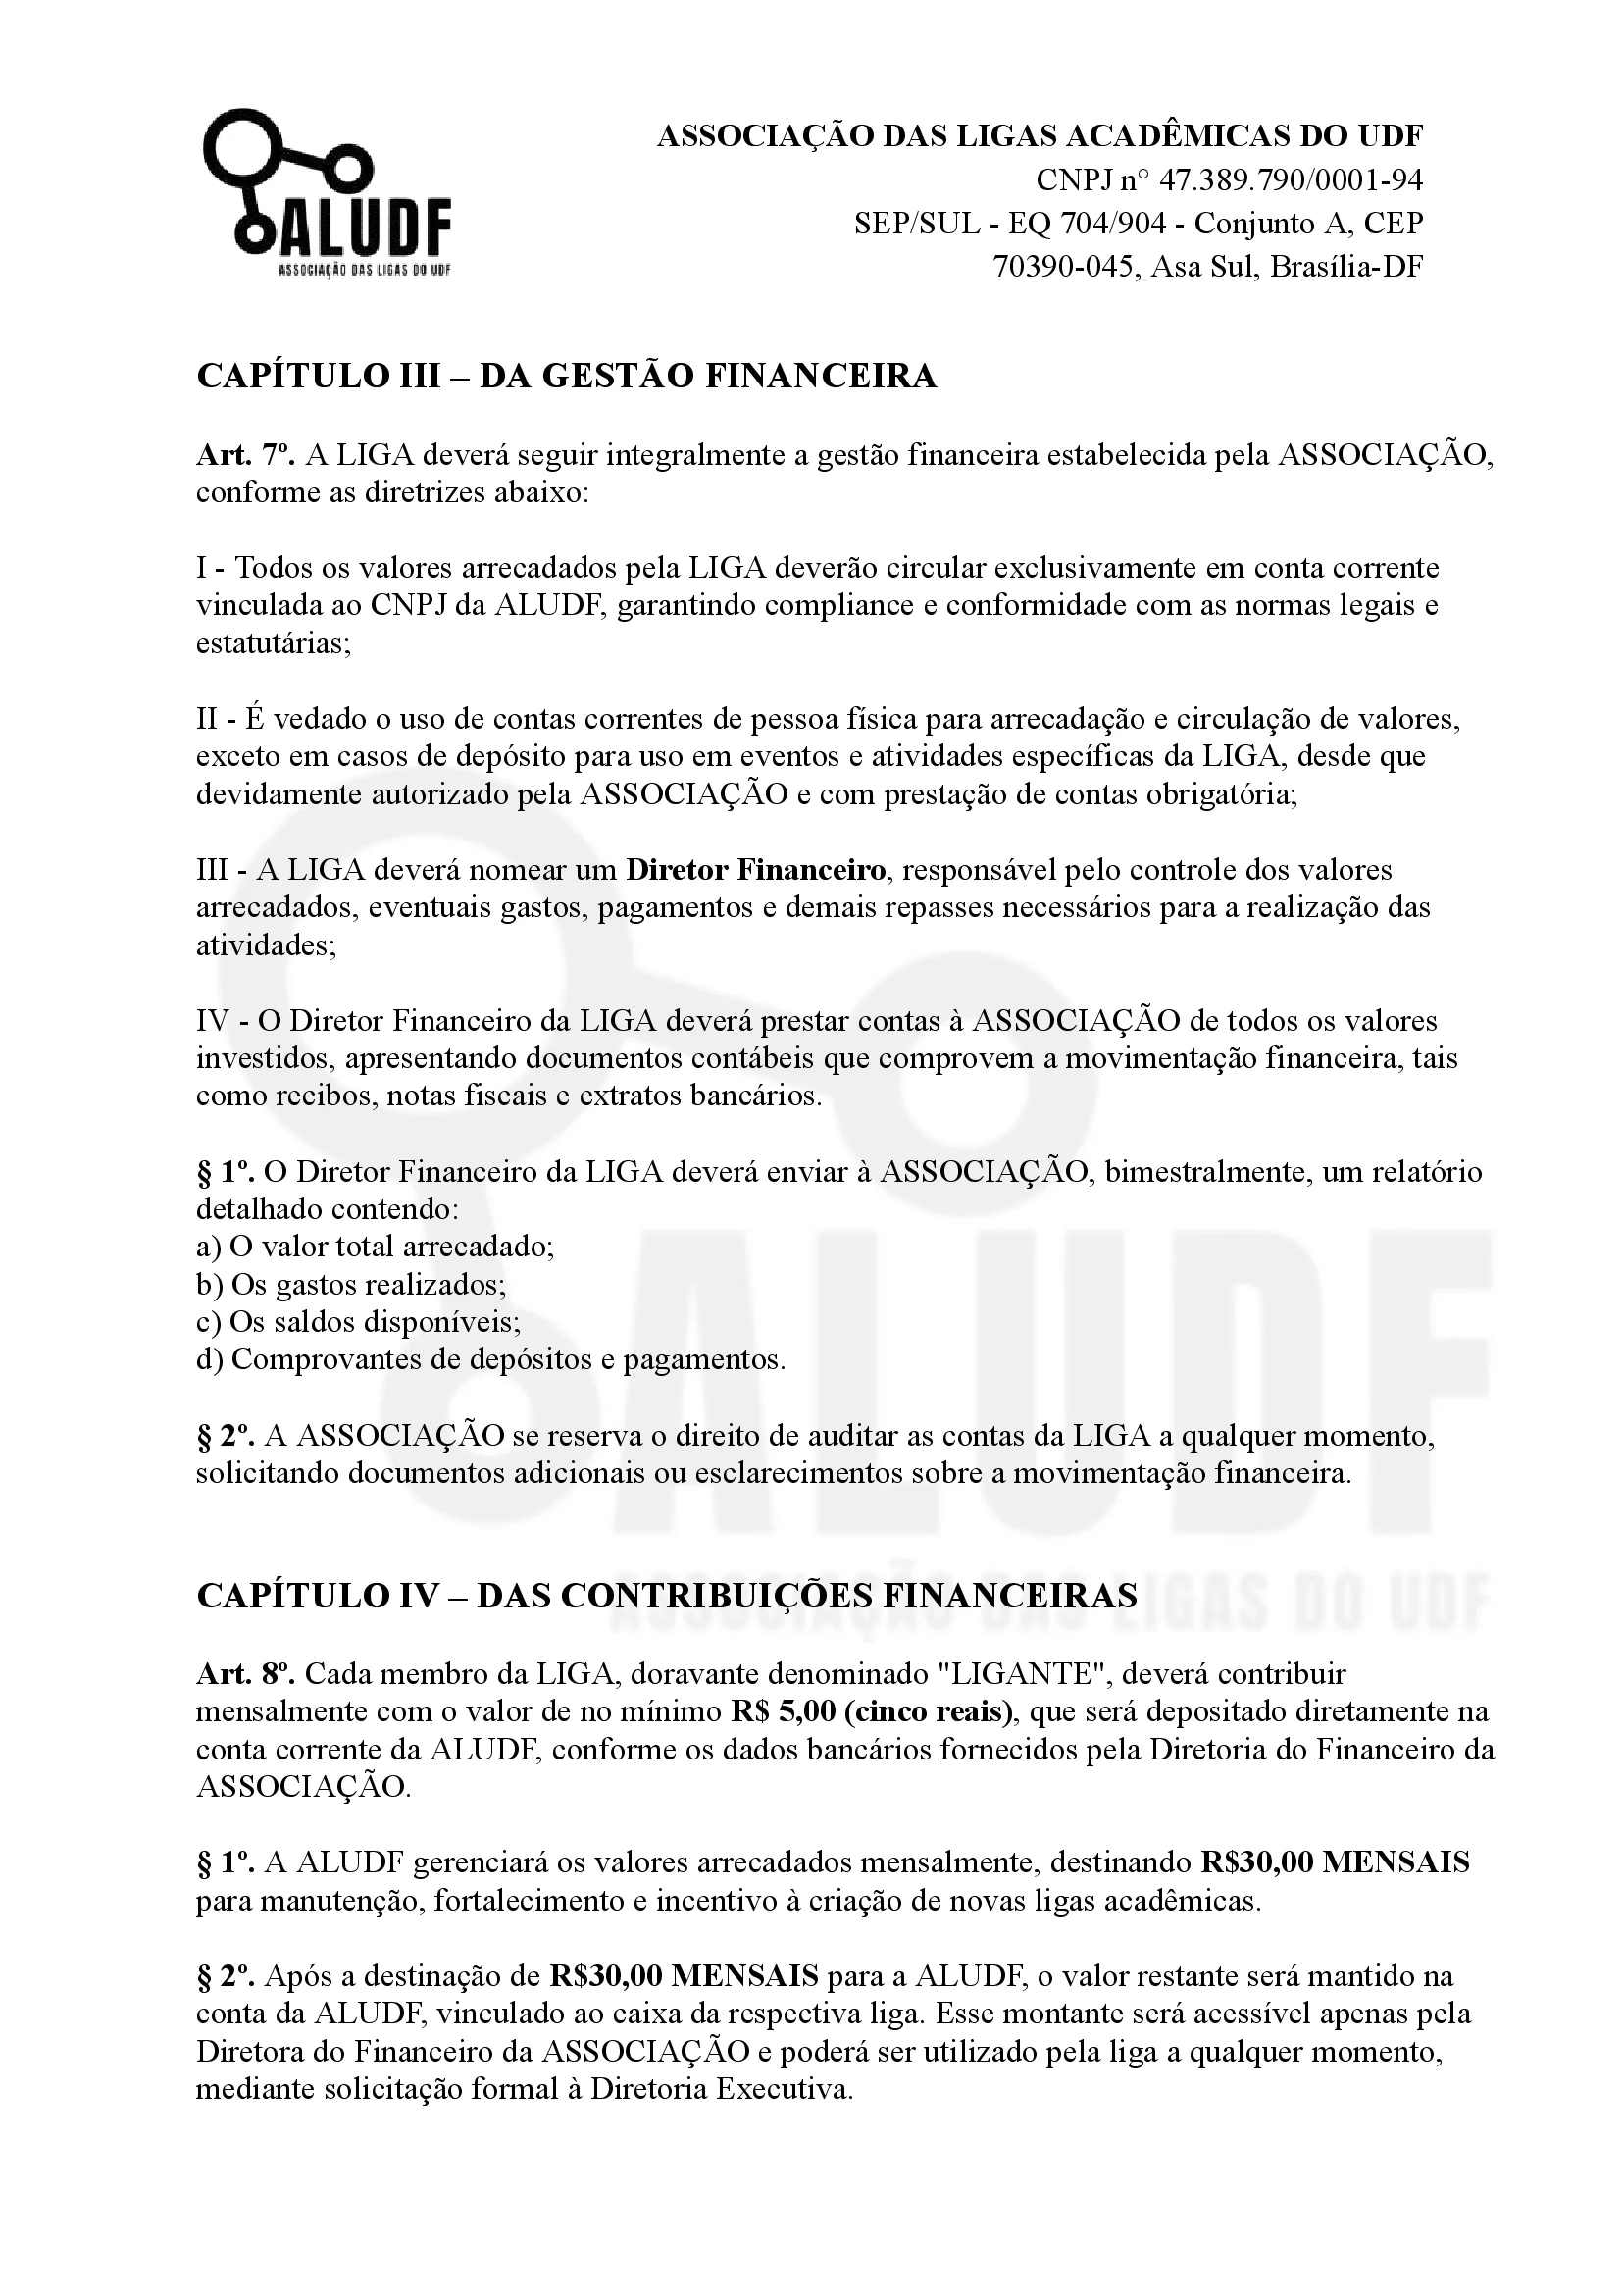 ALUDF
ASSOCIAÇÃO DAS LIGAS DO UDF
ASSOCIAÇÃO DAS LIGAS ACADÊMICAS DO UDF
CNPJ n° 47.389.790/0001-94
SEP/SUL - EQ 704/904 - Conjunto A, CEP
70390-045, Asa Sul, Brasília-DF
CAPÍTULO III – DA GESTÃO FINANCEIRA
Art. 7º. A LIGA deverá seguir integralmente a gestão financeira estabelecida pela ASSOCIAÇÃO,
conforme as diretrizes abaixo:
I - Todos os valores arrecadados pela LIGA deverão circular exclusivamente em conta corrente
vinculada ao CNPJ da ALUDF, garantindo compliance e conformidade com as normas legais e
estatutárias;
II - É vedado o uso de contas correntes de pessoa física para arrecadação e circulação de valores,
exceto em casos de depósito para uso em eventos e atividades específicas da LIGA, desde que
devidamente autorizado pela ASSOCIAÇÃO e com prestação de contas obrigatória;
III - A LIGA deverá nomear um Diretor Financeiro, responsável pelo controle dos valores
arrecadados, eventuais gastos, pagamentos e demais repasses necessários para a realização das
atividades;
IV - O Diretor Financeiro da LIGA deverá prestar contas à ASSOCIAÇÃO de todos os valores
investidos, apresentando documentos contábeis que comprovem a movimentação financeira, tais
como recibos, notas fiscais e extratos bancários.
§ 1º. O Diretor Financeiro da LIGA deverá enviar à ASSOCIAÇÃO, bimestralmente, um relatório
detalhado contendo:
a) O valor total arrecadado;
b) Os gastos realizados;
c) Os saldos disponíveis;
d) Comprovantes de depósitos e pagamentos.
§ 2º. A ASSOCIAÇÃO se reserva o direito de auditar as contas da LIGA a qualquer momento,
solicitando documentos adicionais ou esclarecimentos sobre a movimentação financeira.
ALUDF
ASSOCIAÇÃO DAS LIGAS DO UDF
CAPÍTULO IV – DAS CONTRIBUIÇÕES FINANCEIRAS
Art. 8º. Cada membro da LIGA, doravante denominado "LIGANTE", deverá contribuir
mensalmente com o valor de no mínimo R$ 5,00 (cinco reais), que será depositado diretamente na
conta corrente da ALUDF, conforme os dados bancários fornecidos pela Diretoria do Financeiro da
ASSOCIAÇÃO.
§ 1º. A ALUDF gerenciará os valores arrecadados mensalmente, destinando R$30,00 MENSAIS
para manutenção, fortalecimento e incentivo à criação de novas ligas acadêmicas.
§ 2º. Após a destinação de R$30,00 MENSAIS para a ALUDF, o valor restante será mantido na
conta da ALUDF, vinculado ao caixa da respectiva liga. Esse montante será acessível apenas pela
Diretora do Financeiro da ASSOCIAÇÃO e poderá ser utilizado pela liga a qualquer momento,
mediante solicitação formal à Diretoria Executiva.